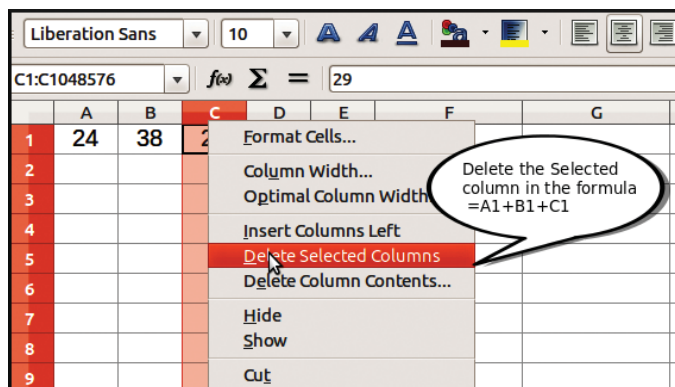 Liberation Sans 10
C1:C1048576 f(x) Σ = 29
A B C D E F G
1 24 38
Format Cells...
2 Column Width...
3 Optimal Column Width
4 Insert Columns Left
5 Delete Selected Columns
6 Delete Column Contents...
7 Hide
8 Show
9 Cut
Delete the Selected
column in the formula
=A1+B1+C1